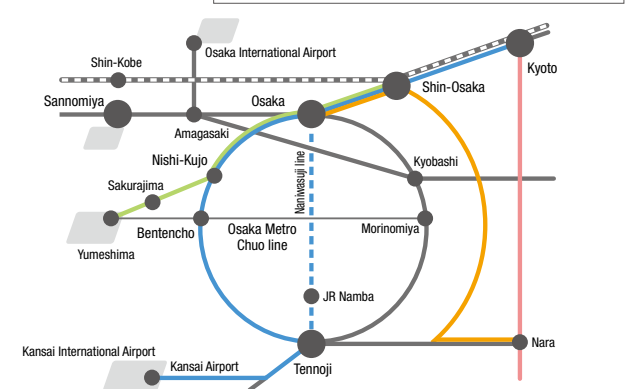 Osaka International Airport
Shin-Kobe
Kyoto
Shin-Osaka
Sannomiya
Osaka
Amagasaki
Nishi-Kujo
Kyobashi
Naniwasuji line
Sakurajima
Bentencho
Osaka Metro
Chuo line
Morinomiya
Yumeshima
JR Namba
Nara
Kansai International Airport
Kansai Airport
Tennoji